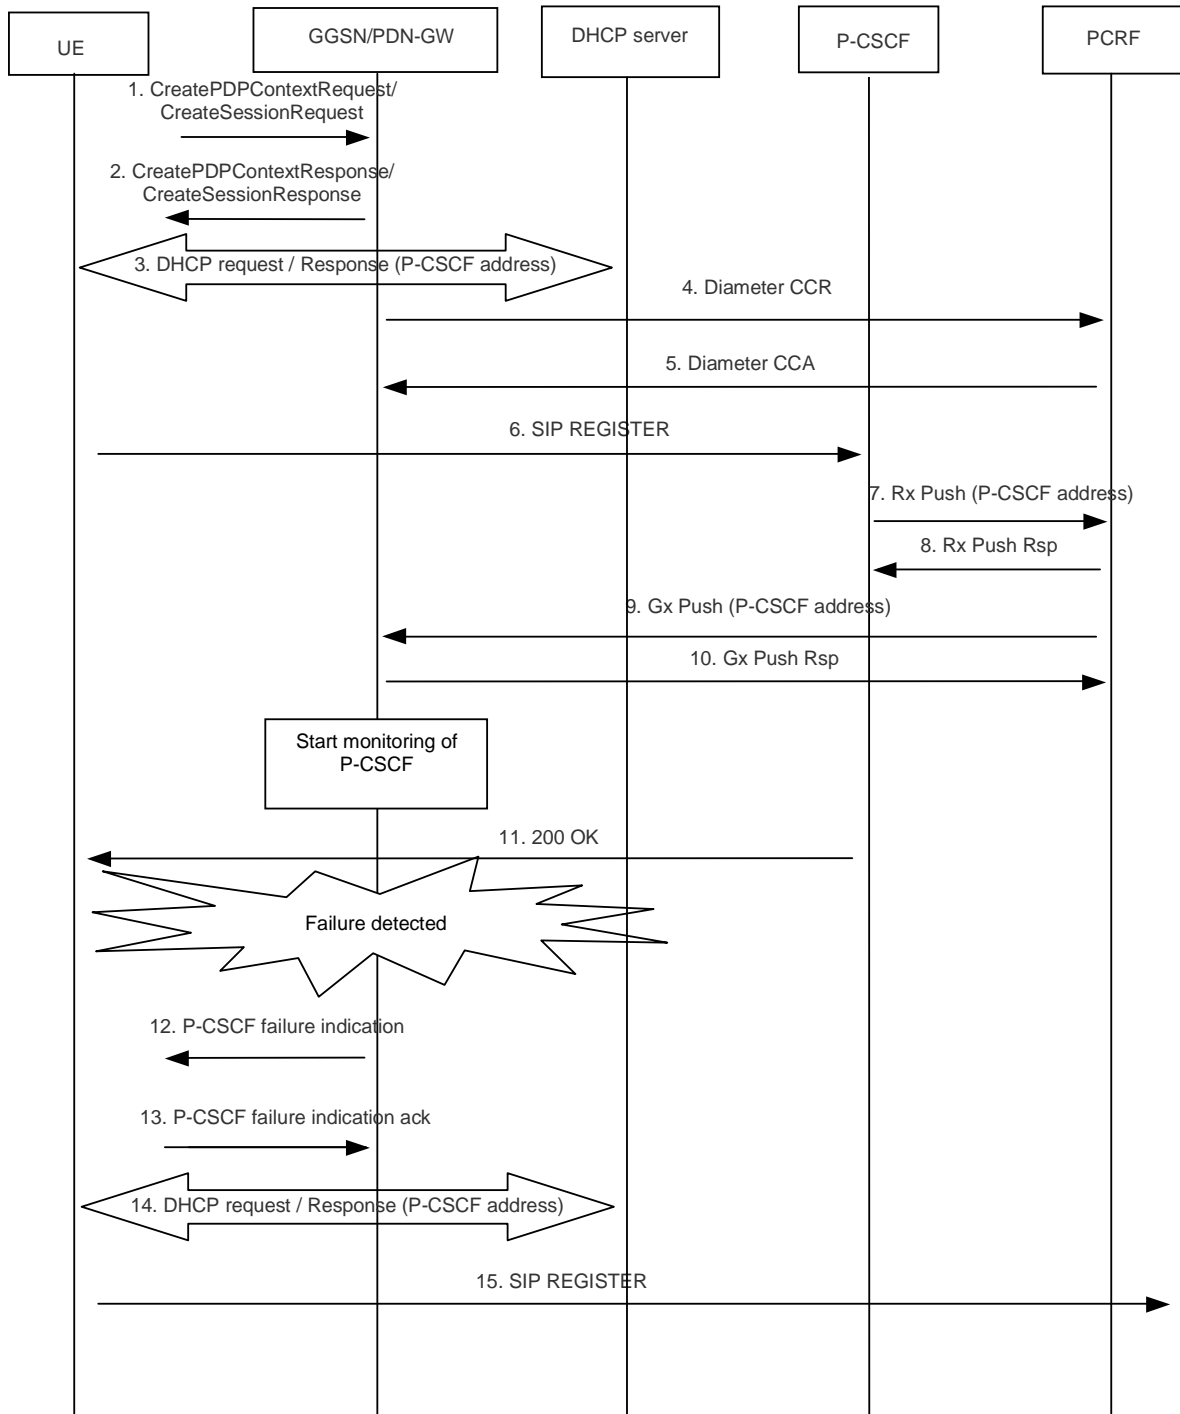 UE
GGSN/PDN-GW
DHCP server
P-CSCF
PCRF
1. CreatePDPContextRequest/
CreateSessionRequest
2. CreatePDPContextResponse/
CreateSessionResponse
3. DHCP request / Response (P-CSCF address)
4. Diameter CCR
5. Diameter CCA
6. SIP REGISTER
7. Rx Push (P-CSCF address)
8. Rx Push Rsp
9. Gx Push (P-CSCF address)
10. Gx Push Rsp
Start monitoring of
P-CSCF
11. 200 OK
Failure detected
12. P-CSCF failure indication
13. P-CSCF failure indication ack
14. DHCP request / Response (P-CSCF address)
15. SIP REGISTER